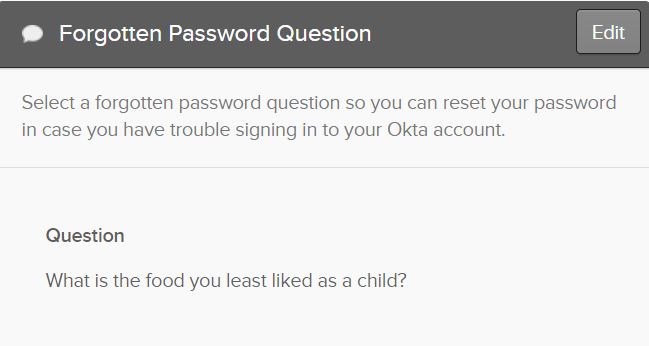 Forgotten Password Question
Edit
Select a forgotten password question so you can reset your password
in case you have trouble signing in to your Okta account.
Question
What is the food you least liked as a child?